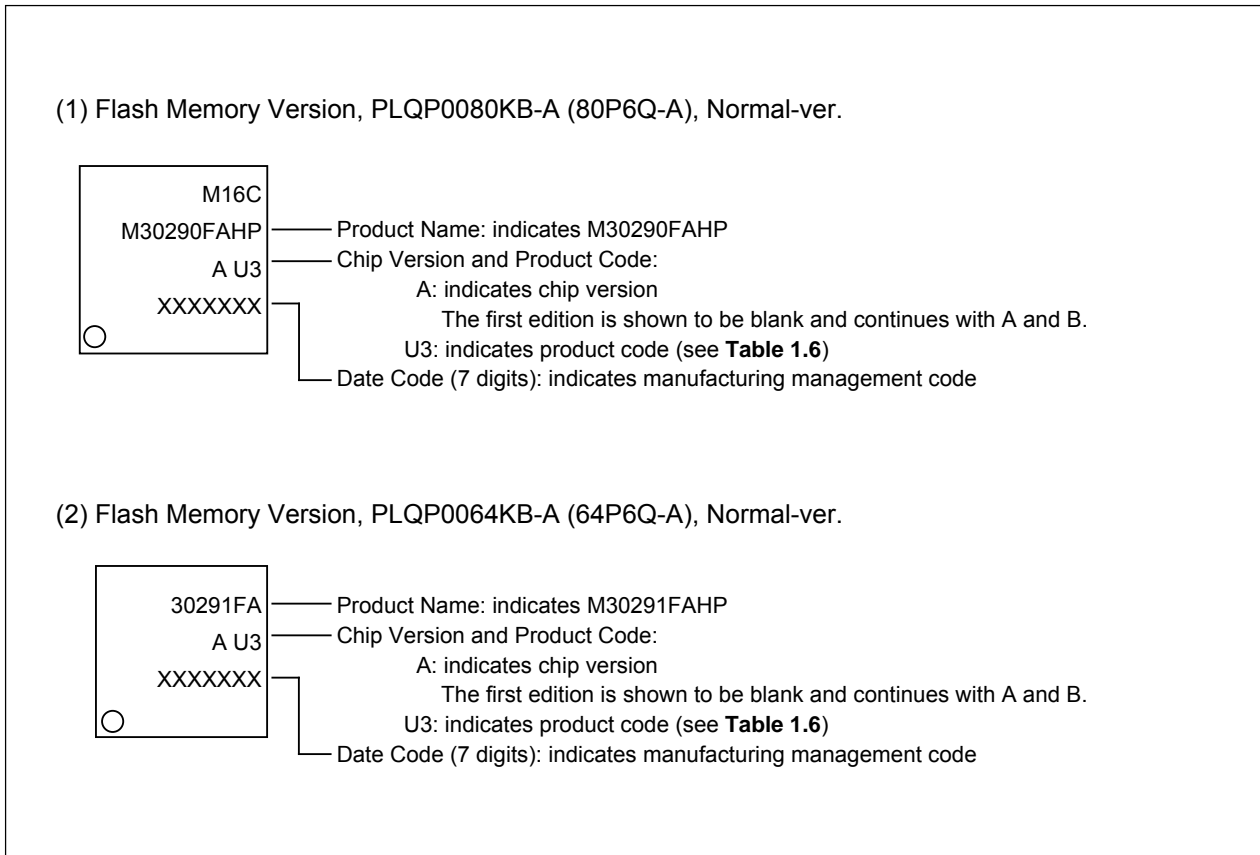 (1) Flash Memory Version, PLQP0080KB-A (80P6Q-A), Normal-ver.
M16C
M30290FAHP
Product Name: indicates M30290FAHP
A U3
Chip Version and Product Code:
A: indicates chip version
The first edition is shown to be blank and continues with A and B.
U3: indicates product code (see Table 1.6)
XXXXXXX
Date Code (7 digits): indicates manufacturing management code
(2) Flash Memory Version, PLQP0064KB-A (64P6Q-A), Normal-ver.
30291FA
Product Name: indicates M30291FAHP
A U3
Chip Version and Product Code:
A: indicates chip version
The first edition is shown to be blank and continues with A and B.
U3: indicates product code (see Table 1.6)
XXXXXXX
Date Code (7 digits): indicates manufacturing management code